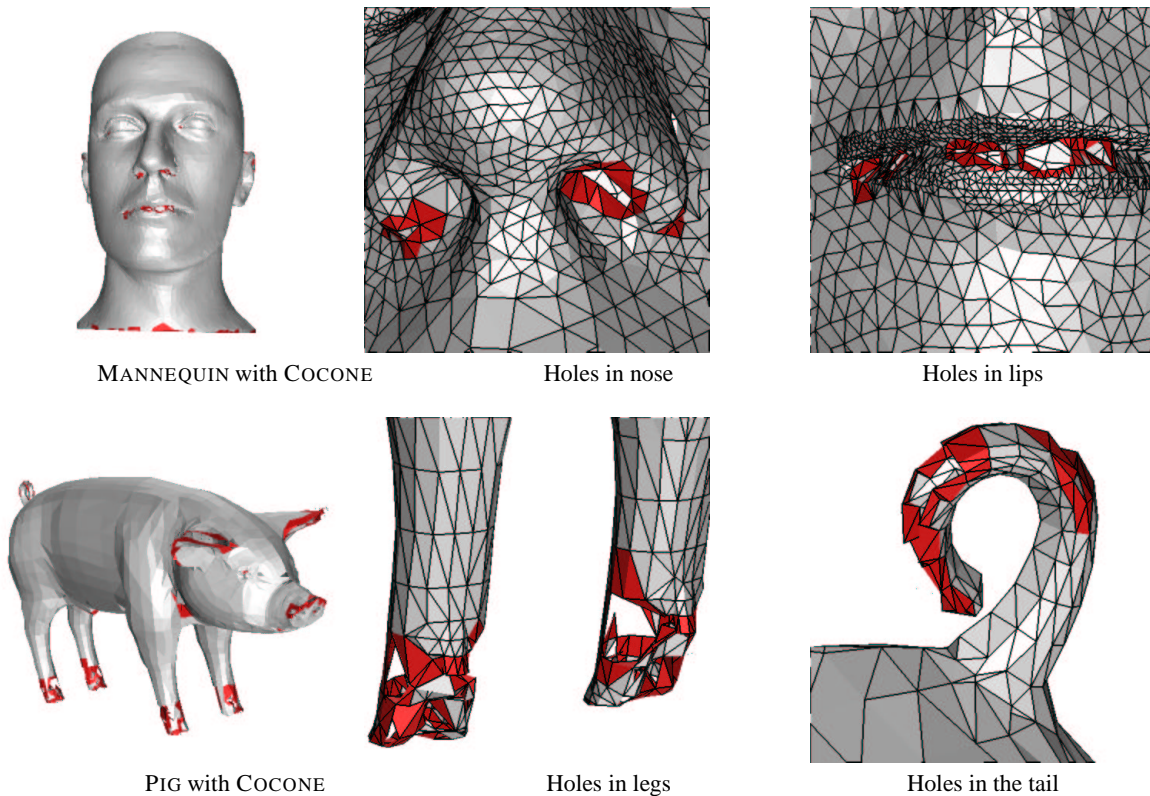 MANNEQUIN with COCONE
Holes in nose
Holes in lips
PIG with COCONE
Holes in legs
Holes in the tail